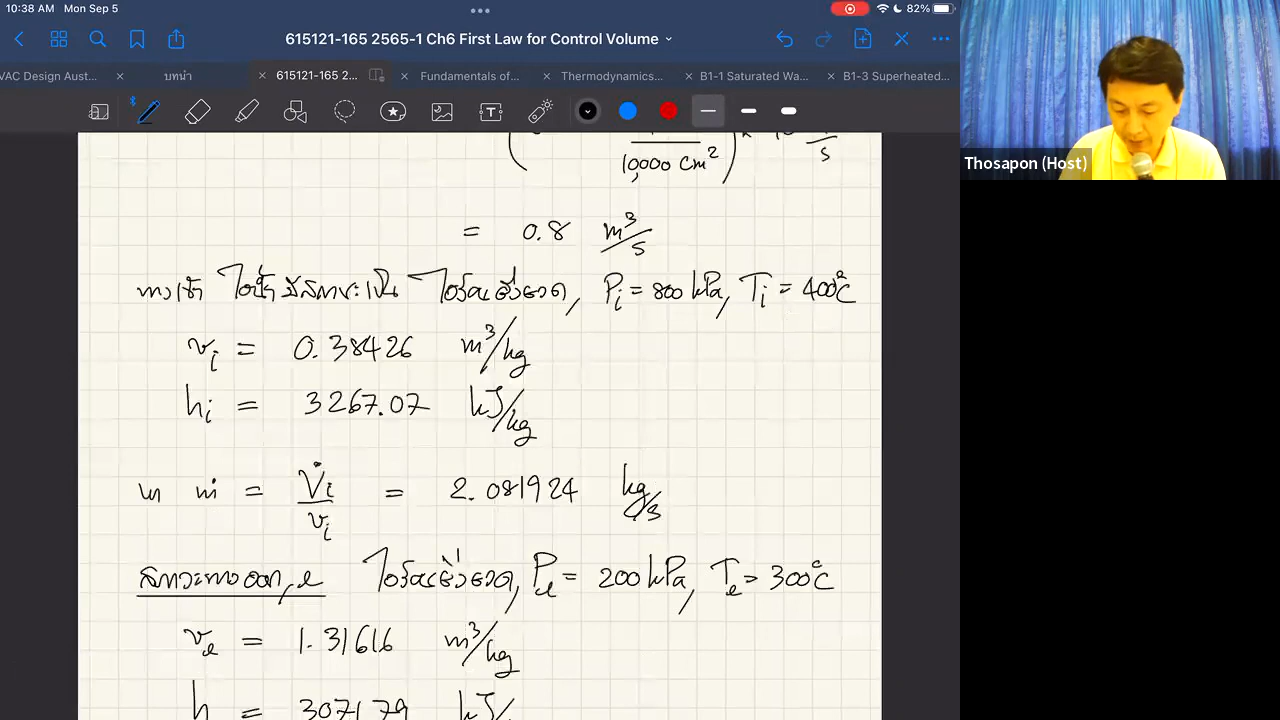 10:38 AM Mon Sep 5
82%
615121-165 2565-1 Ch6 First Law for Control Volume
VAC Design Aust...
บทนำ
615121-165 2...
Fundamentals of...
Thermodynamics...
B1-1 Saturated Wa...
B1-3 Superheated...
Thosapon (Host)
10,000 cm²
s
= 0.8 m³/s
ทางเข้า ไอน้ำ มีสภาวะเป็น ไอร้อนยิ่งยวด, Pi = 800 kPa, Ti = 400°C
vi = 0.38426 m³/kg
hi = 3267.07 kJ/kg
หา ṁ = V̇i/vi = 2.081924 kg/s
สภาวะทางออก, e ไอร้อนยิ่งยวด, Pe = 200 kPa, Te = 300°C
ve = 1.31616 m³/kg
h = 3071.79 kJ/